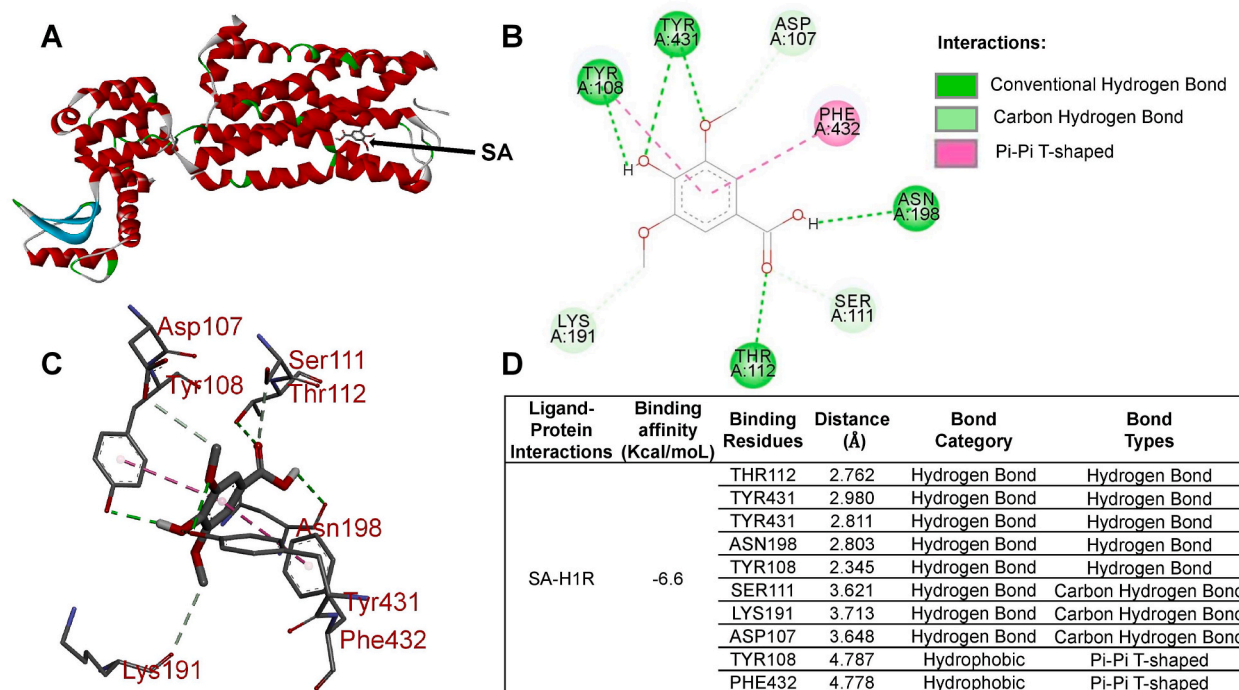 A
SA
B
TYR
A:431
ASP
A:107
TYR
A:108
PHE
A:432
H
O
O
O
O
H
O
ASN
A:198
LYS
A:191
SER
A:111
THR
A:112
Interactions:
Conventional Hydrogen Bond
Carbon Hydrogen Bond
Pi-Pi T-shaped
C
Asp107
Tyr108
Ser111
Thr112
Asn198
Tyr431
Phe432
Lys191
D
Ligand-Protein Interactions Binding affinity (Kcal/moL) Binding Residues Distance (Å) Bond Category Bond Types
SA-H1R -6.6
THR112 2.762 Hydrogen Bond Hydrogen Bond
TYR431 2.980 Hydrogen Bond Hydrogen Bond
TYR431 2.811 Hydrogen Bond Hydrogen Bond
ASN198 2.803 Hydrogen Bond Hydrogen Bond
TYR108 2.345 Hydrogen Bond Hydrogen Bond
SER111 3.621 Hydrogen Bond Carbon Hydrogen Bond
LYS191 3.713 Hydrogen Bond Carbon Hydrogen Bond
ASP107 3.648 Hydrogen Bond Carbon Hydrogen Bond
TYR108 4.787 Hydrophobic Pi-Pi T-shaped
PHE432 4.778 Hydrophobic Pi-Pi T-shaped